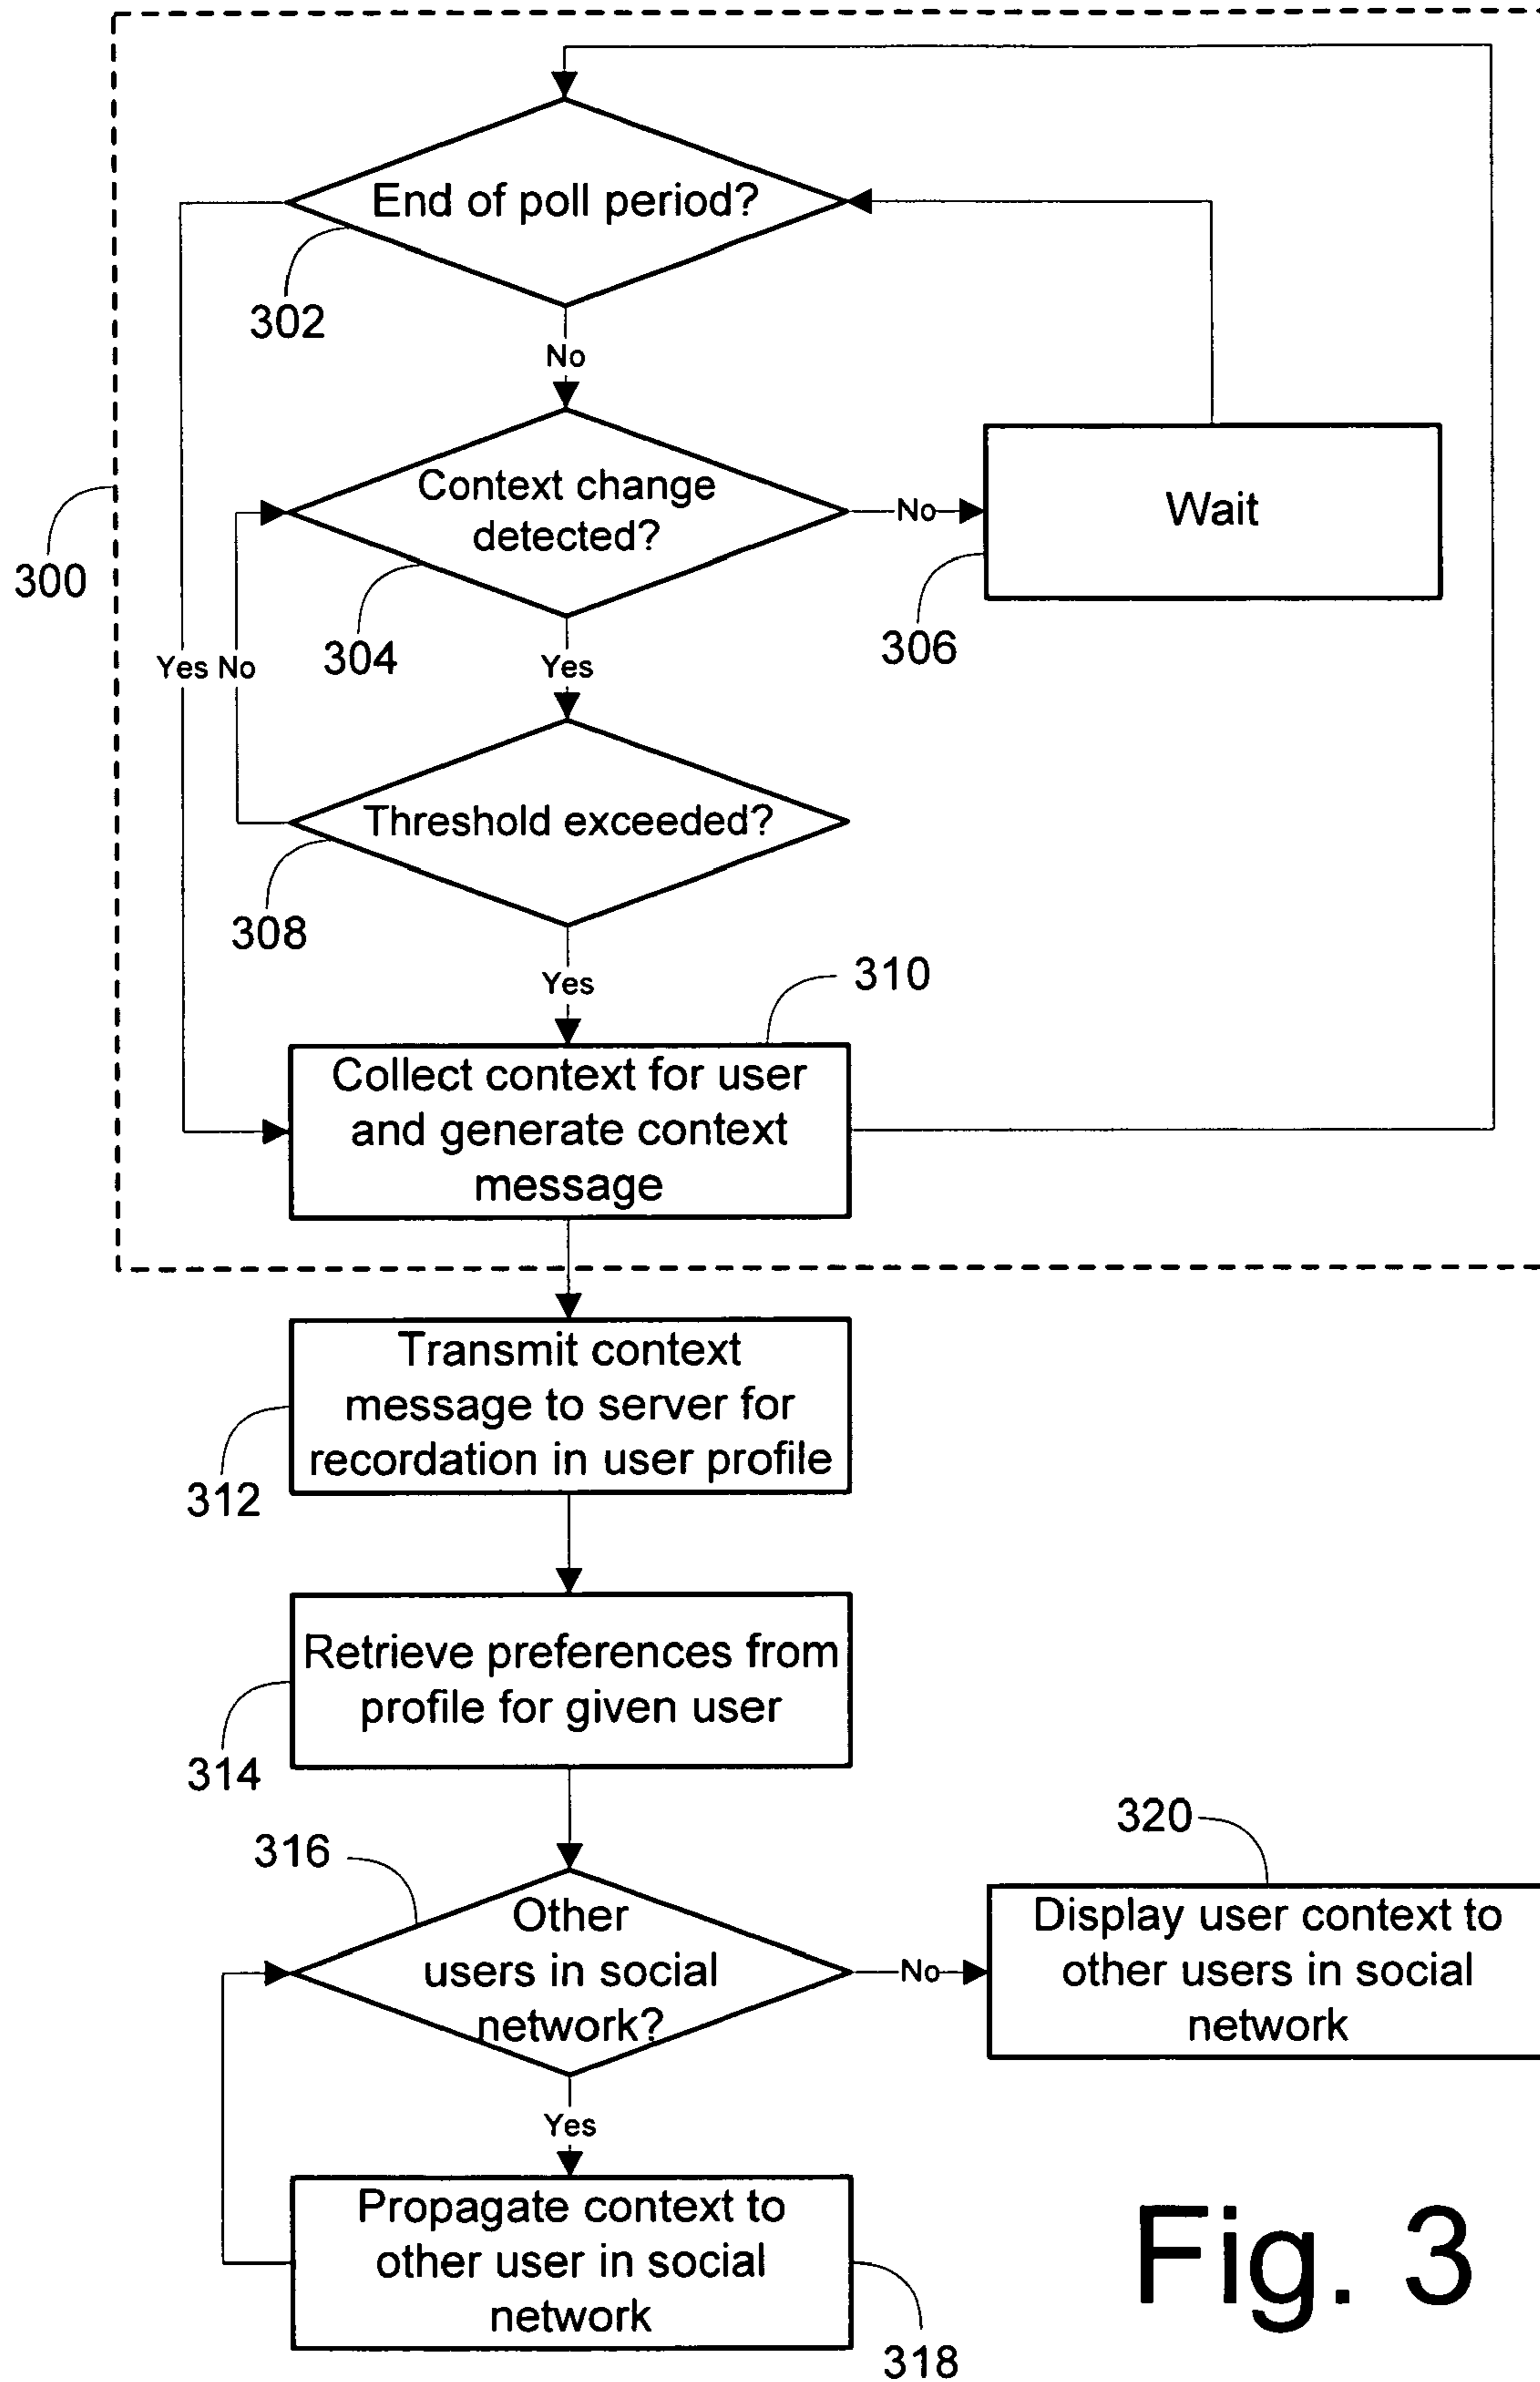 End of poll period?
302
No
Context change
detected?
No
Wait
300
304
306
Yes No
Yes
Threshold exceeded?
308
Yes
310
Collect context for user
and generate context
message
Transmit context
message to server for
recordation in user profile
312
Retrieve preferences from
profile for given user
314
316
320
Other
users in social
network?
No
Display user context to
other users in social
network
Yes
Propagate context to
other user in social
network
318
Fig. 3